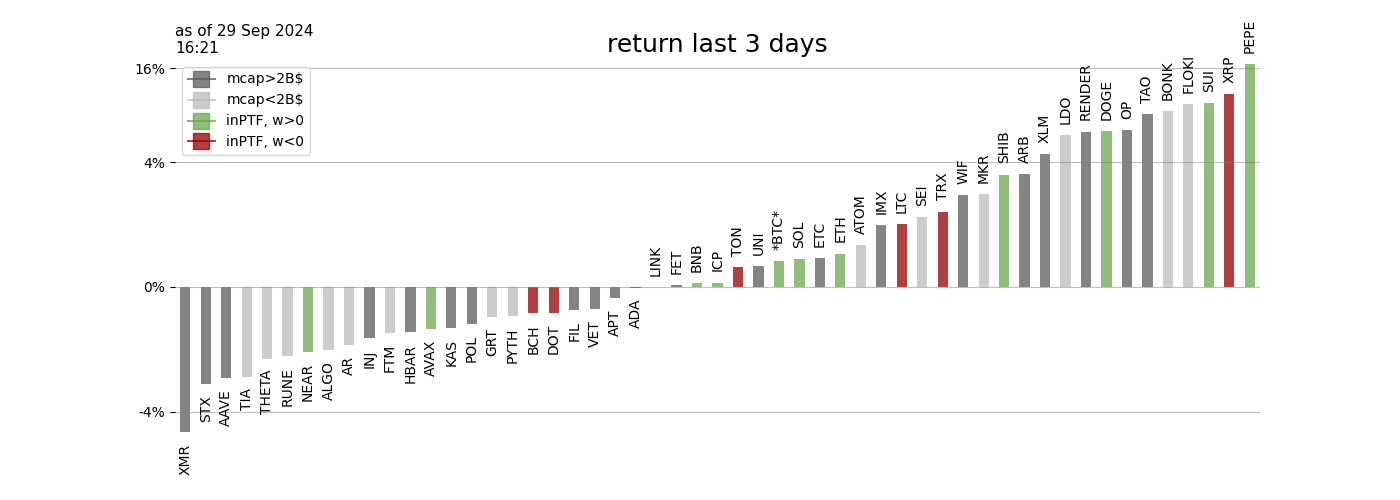 as of 29 Sep 2024
16:21
return last 3 days
16%
4%
0%
-4%
mcap>2B$
mcap<2B$
inPTF, w>0
inPTF, w<0
XMR
STX
AAVE
TIA
THETA
RUNE
NEAR
ALGO
AR
INJ
FTM
HBAR
AVAX
KAS
POL
GRT
PYTH
BCH
DOT
FIL
VET
APT
ADA
LINK
FET
BNB
ICP
TON
UNI
*BTC*
SOL
ETC
ETH
ATOM
IMX
LTC
SEI
TRX
WIF
MKR
SHIB
ARB
XLM
LDO
RENDER
DOGE
OP
TAO
BONK
FLOKI
SUI
XRP
PEPE